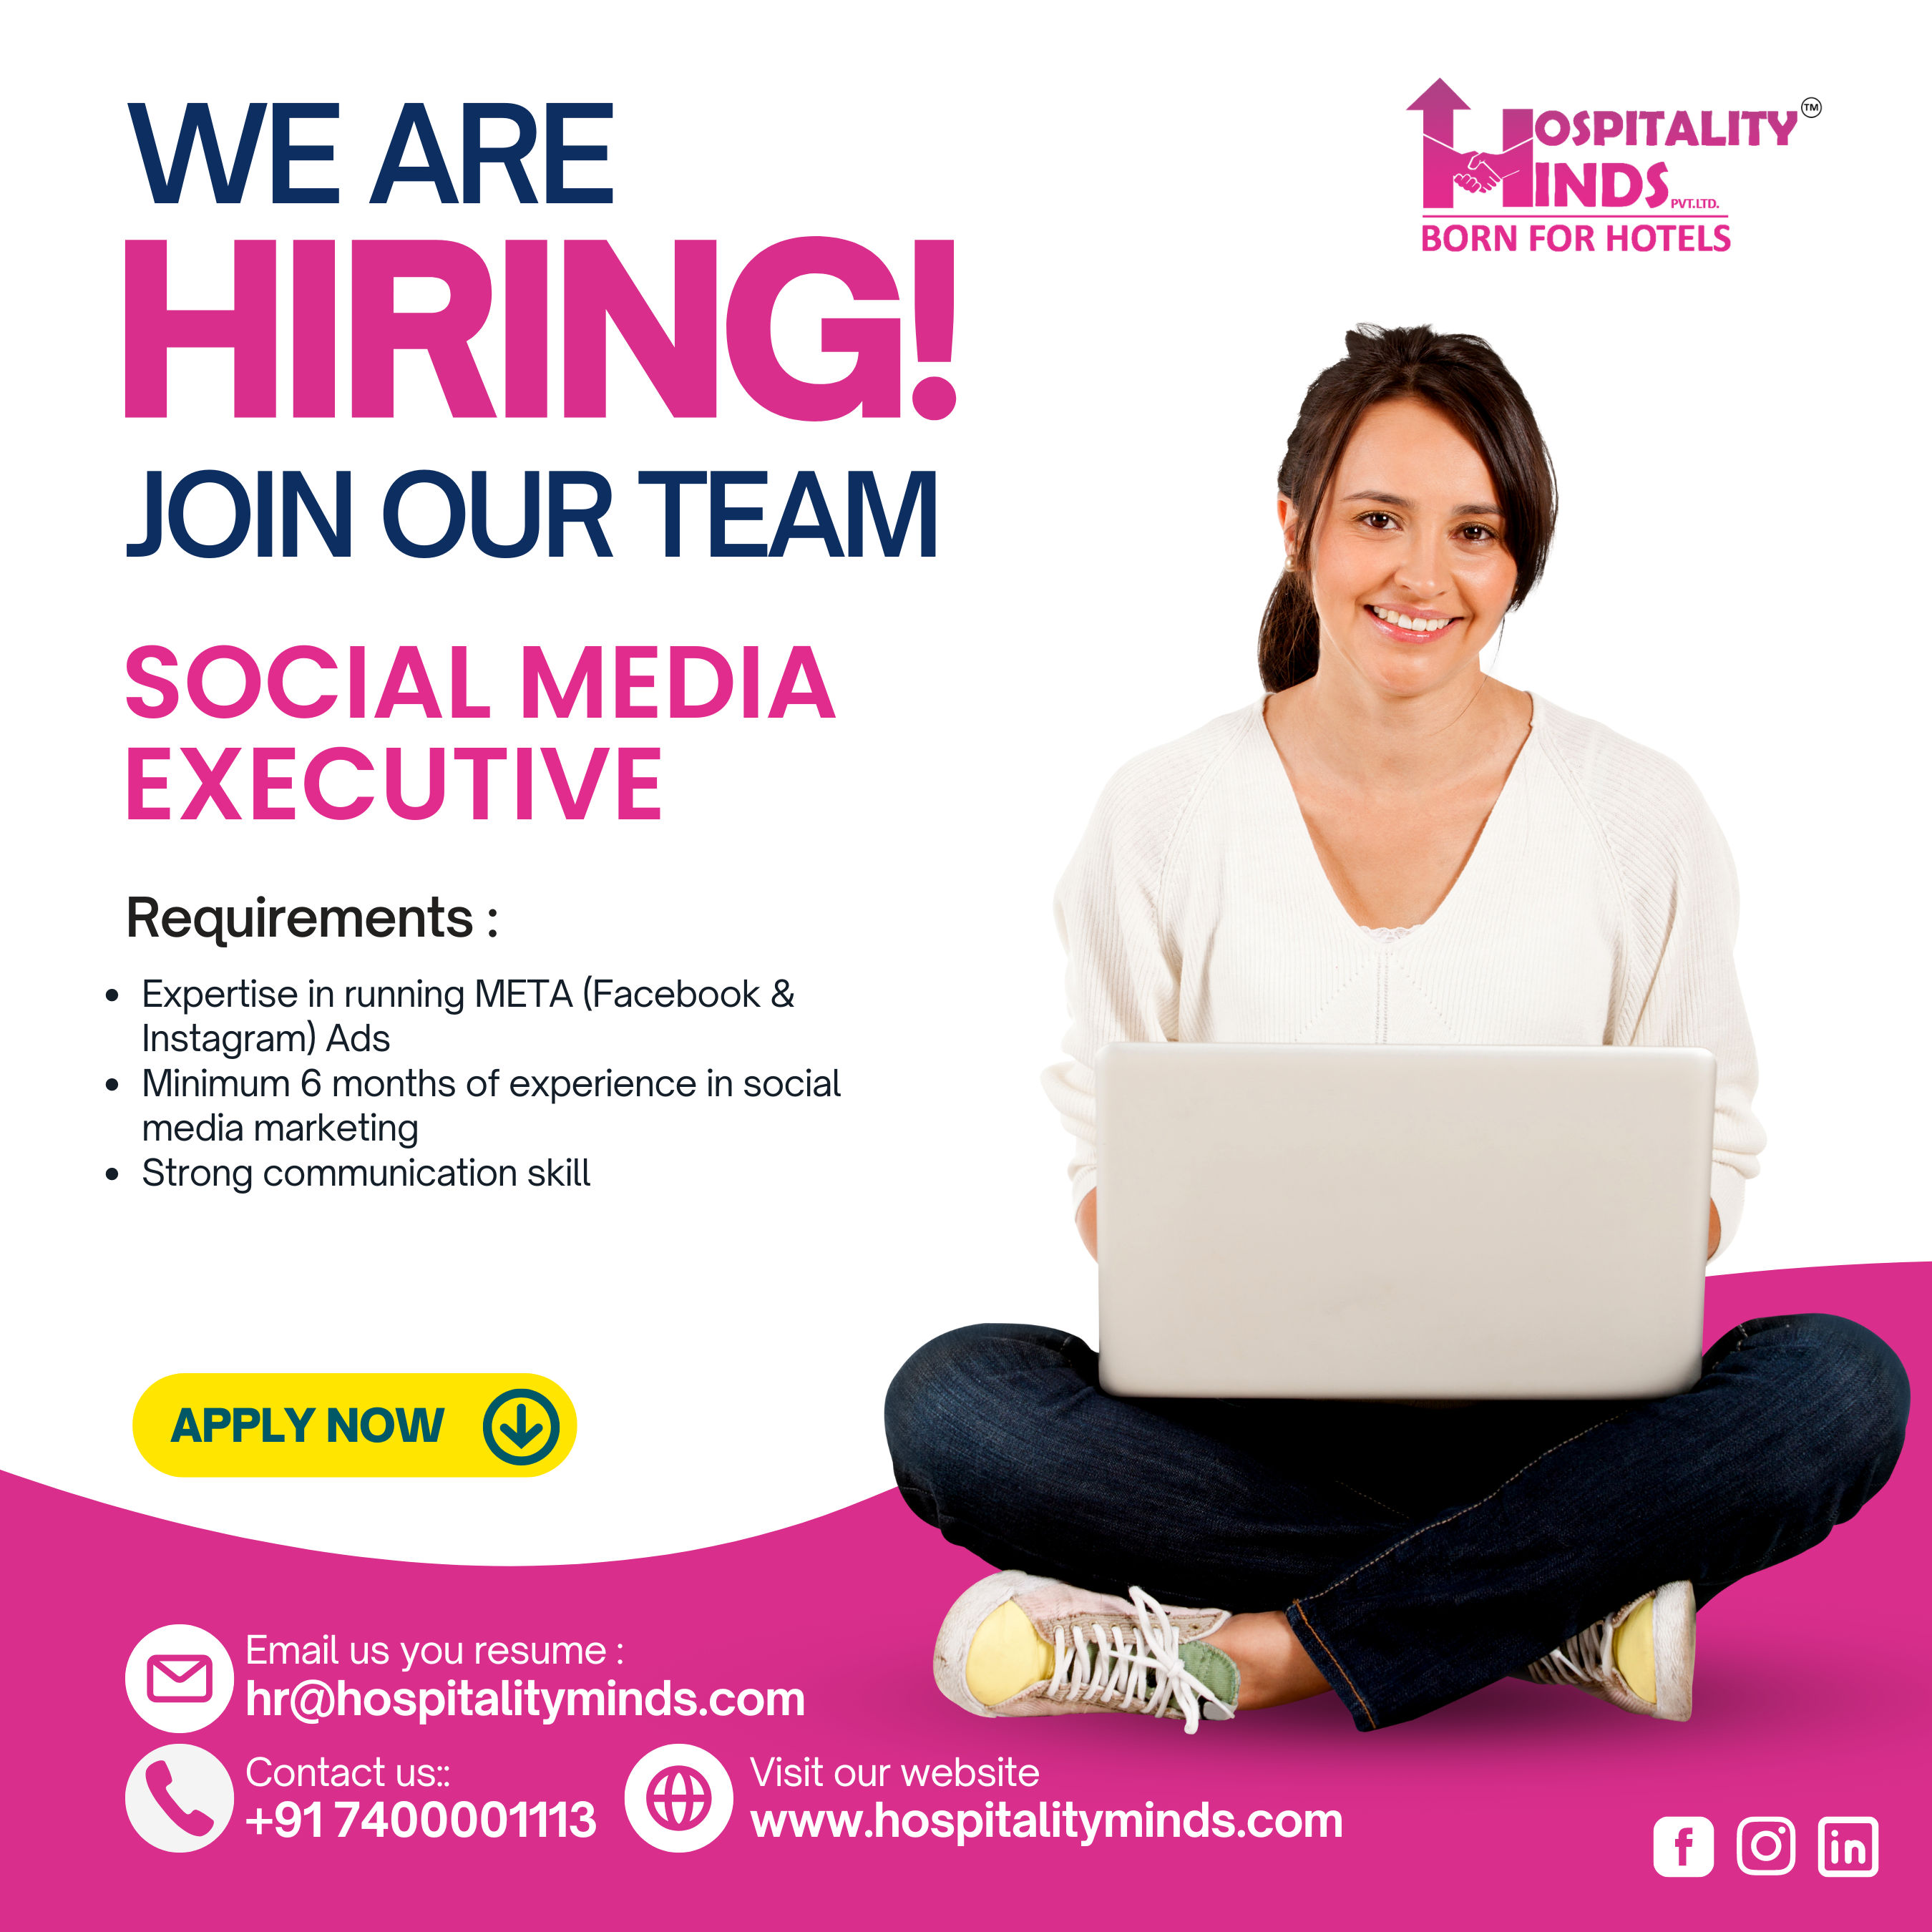 WE ARE
HIRING!
JOIN OUR TEAM
HOSPITALITY TM
MINDS PVT.LTD.
BORN FOR HOTELS
SOCIAL MEDIA
EXECUTIVE
Requirements :
• Expertise in running META (Facebook &
Instagram) Ads
• Minimum 6 months of experience in social
media marketing
• Strong communication skill
APPLY NOW
Email us you resume :
hr@hospitalityminds.com
Contact us::
+91 7400001113
Visit our website
www.hospitalityminds.com
f
in